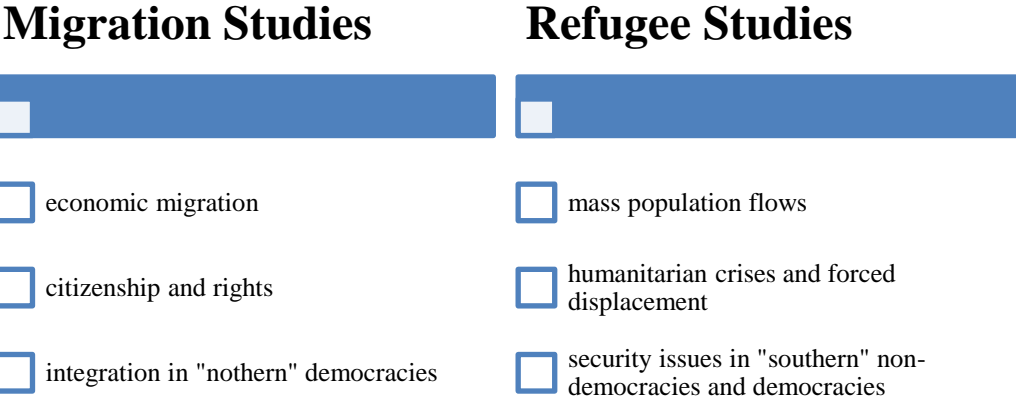 Migration Studies
economic migration
citizenship and rights
integration in "nothern" democracies
Refugee Studies
mass population flows
humanitarian crises and forced
displacement
security issues in "southern" non-
democracies and democracies